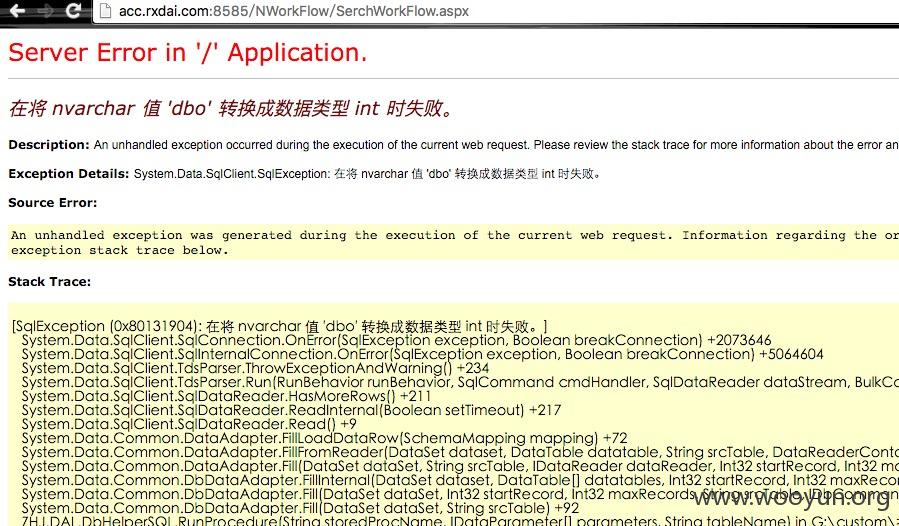 acc.rxdai.com:8585/NWorkFlow/SerchWorkFlow.aspx
Server Error in '/' Application.
在将 nvarchar 值 'dbo' 转换成数据类型 int 时失败。
Description: An unhandled exception occurred during the execution of the current web request. Please review the stack trace for more information about the error an
Exception Details: System.Data.SqlClient.SqlException: 在将 nvarchar 值 'dbo' 转换成数据类型 int 时失败。
Source Error:
An unhandled exception was generated during the execution of the current web request. Information regarding the or
exception stack trace below.
Stack Trace:
[SqlException (0x80131904): 在将 nvarchar 值 'dbo' 转换成数据类型 int 时失败。]
System.Data.SqlClient.SqlConnection.OnError(SqlException exception, Boolean breakConnection) +2073646
System.Data.SqlClient.SqlInternalConnection.OnError(SqlException exception, Boolean breakConnection) +5064604
System.Data.SqlClient.TdsParser.ThrowExceptionAndWarning() +234
System.Data.SqlClient.TdsParser.Run(RunBehavior runBehavior, SqlCommand cmdHandler, SqlDataReader dataStream, BulkCo
System.Data.SqlClient.SqlDataReader.HasMoreRows() +211
System.Data.SqlClient.SqlDataReader.ReadInternal(Boolean setTimeout) +217
System.Data.SqlClient.SqlDataReader.Read() +9
System.Data.Common.DataAdapter.FillLoadDataRow(SchemaMapping mapping) +72
System.Data.Common.DataAdapter.FillFromReader(DataSet dataset, DataTable datatable, String srcTable, DataReaderConta
System.Data.Common.DataAdapter.Fill(DataSet dataSet, String srcTable, IDataReader dataReader, Int32 startRecord, Int32 ma
System.Data.Common.DbDataAdapter.FillInternal(DataSet dataset, DataTable[] datatables, Int32 startRecord, Int32 maxRecor
System.Data.Common.DbDataAdapter.Fill(DataSet dataSet, Int32 startRecord, Int32 maxRecords, String srcTable, IDbComman
System.Data.Common.DbDataAdapter.Fill(DataSet dataSet, String srcTable) +92
ZHJ.DAL.DbHelperSQL.RunProcedure(String storedProcName, IDataParameter[] parameters, String tableName) in C:\custom\
www.wooyun.org